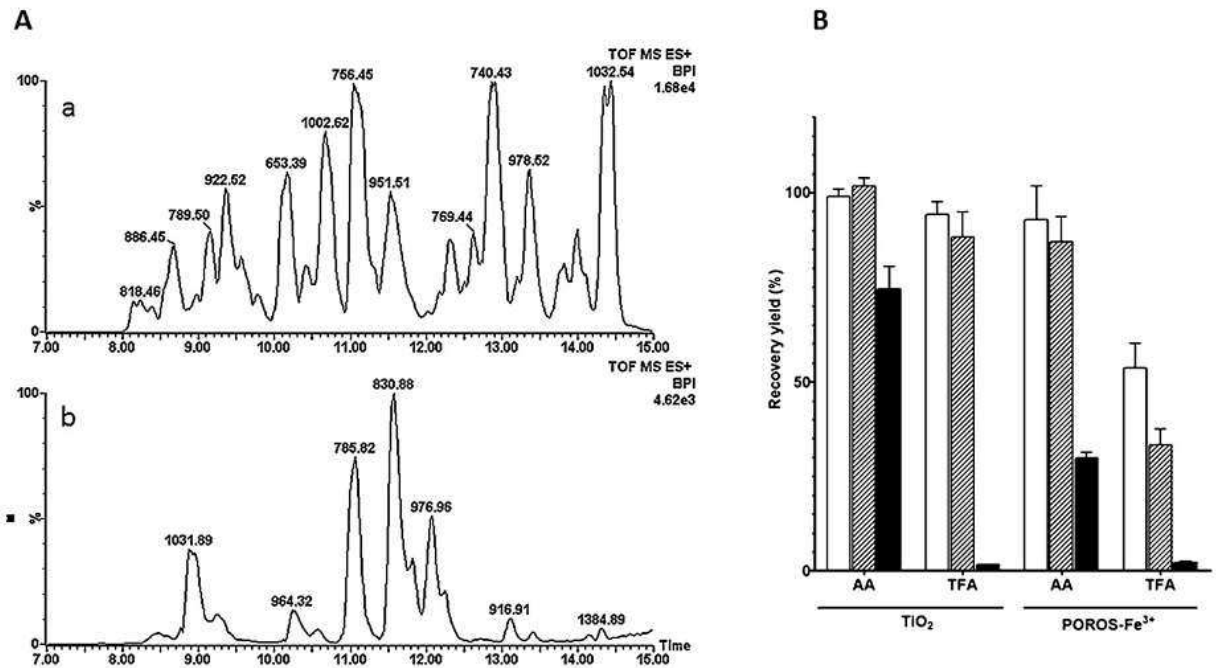 A
TOF MS ES+
BPI
1.68e4
a
100
%
0
818.46
886.45
789.50
922.52
653.39
1002.62
756.45
951.51
769.44
740.43
978.52
1032.54
7.00 8.00 9.00 10.00 11.00 12.00 13.00 14.00 15.00
TOF MS ES+
BPI
4.62e3
b
100
%
0
1031.89
964.32
785.82
830.88
976.96
916.91
1384.89
Time
7.00 8.00 9.00 10.00 11.00 12.00 13.00 14.00 15.00
B
Recovery yield (%)
100
50
0
AA TFA AA TFA
TiO₂ POROS-Fe³⁺